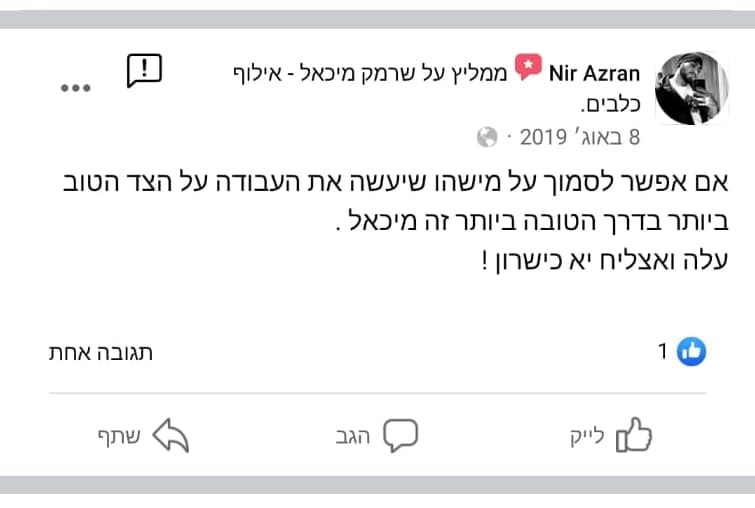 Nir Azran ממליץ על שרמק מיכאל - אילוף
כלבים.
8 באוג׳ 2019 ·
אם אפשר לסמוך על מישהו שיעשה את העבודה על הצד הטוב
ביותר בדרך הטובה ביותר זה מיכאל .
עלה ואצליח יא כישרון !
1
תגובה אחת
לייק
הגב
שתף